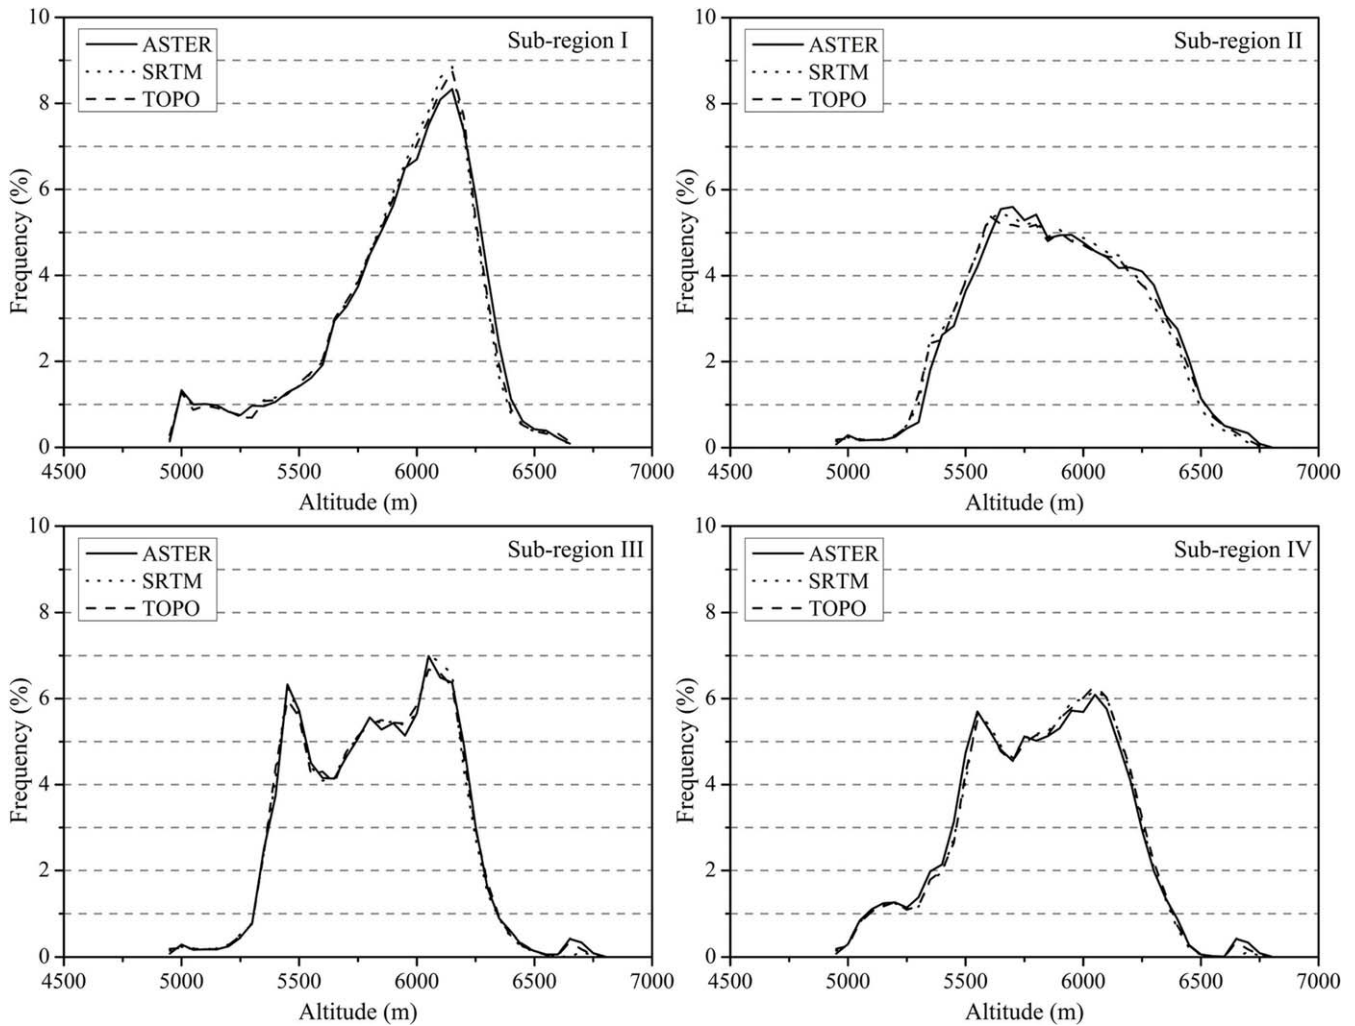 10
8
6
4
2
0
Frequency (%)
ASTER
SRTM
TOPO
Sub-region I
4500 5000 5500 6000 6500 7000
Altitude (m)
10
8
6
4
2
0
Frequency (%)
ASTER
SRTM
TOPO
Sub-region II
4500 5000 5500 6000 6500 7000
Altitude (m)
10
8
6
4
2
0
Frequency (%)
ASTER
SRTM
TOPO
Sub-region III
4500 5000 5500 6000 6500 7000
Altitude (m)
10
8
6
4
2
0
Frequency (%)
ASTER
SRTM
TOPO
Sub-region IV
4500 5000 5500 6000 6500 7000
Altitude (m)